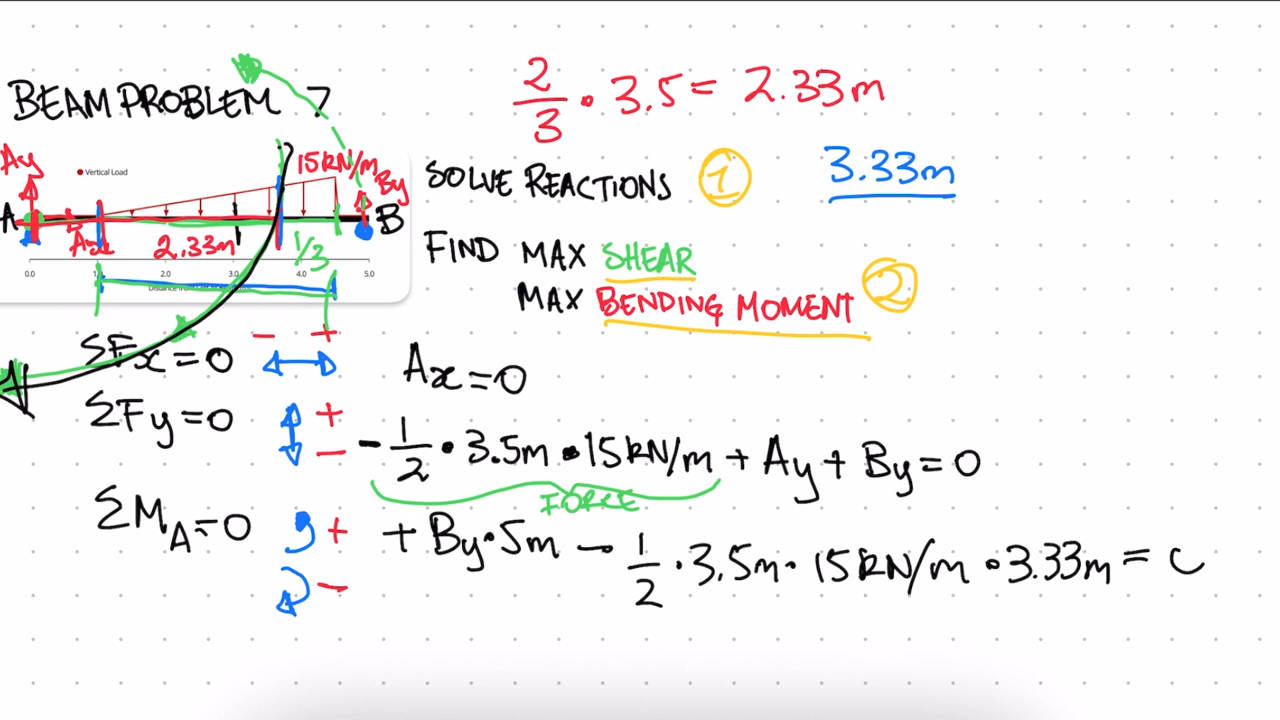 BEAM PROBLEM 7
2/3 · 3.5 = 2.33m
Ay
Vertical Load
15kN/m
By
A
B
Ax
2.33m
1/3
0.0 1.0 2.0 3.0 4.0 5.0
SOLVE REACTIONS 1
3.33m
FIND MAX SHEAR
MAX BENDING MOMENT 2
ΣFx=0 - +
Ax=0
ΣFy=0 + -
-1/2 · 3.5m · 15kN/m + Ay + By = 0
FORCE
ΣMA=0 + -
+ By·5m - 1/2 · 3.5m · 15kN/m · 3.33m =